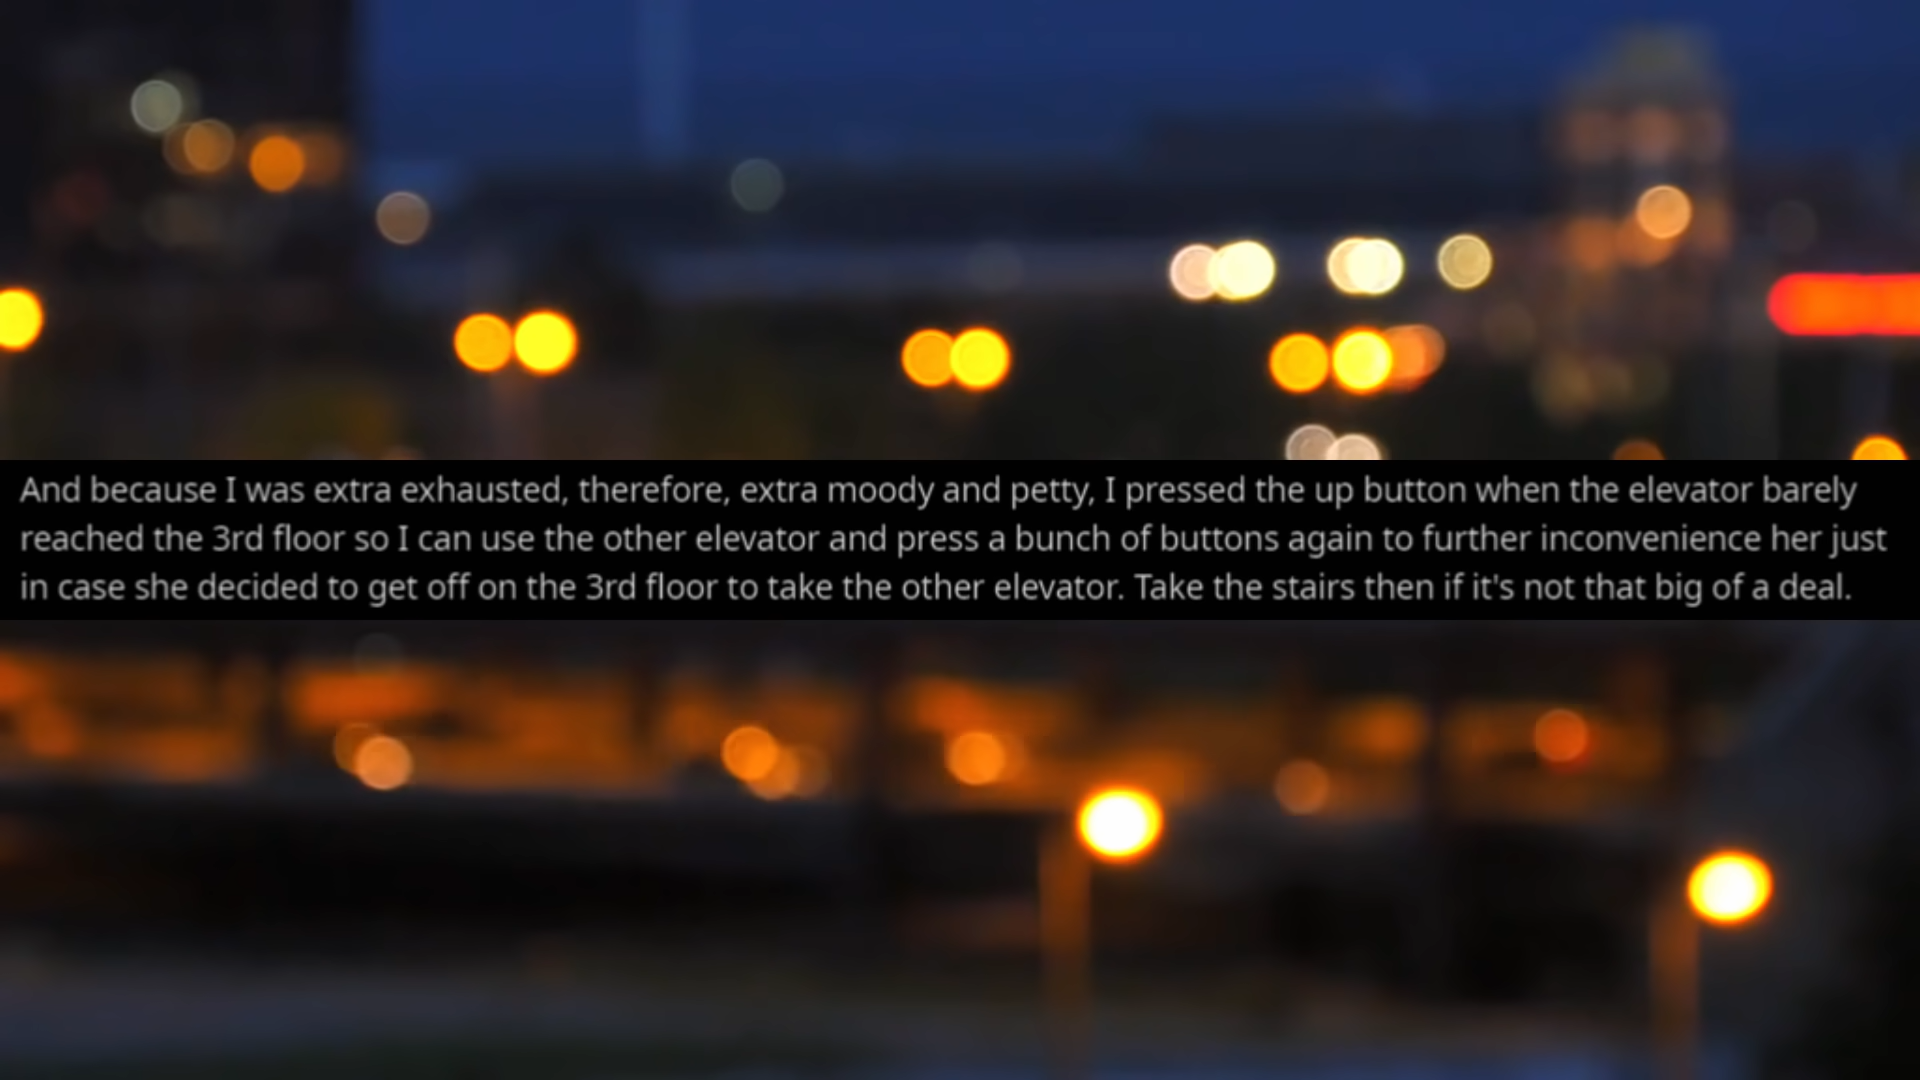 And because I was extra exhausted, therefore, extra moody and petty, I pressed the up button when the elevator barely
reached the 3rd floor so I can use the other elevator and press a bunch of buttons again to further inconvenience her just
in case she decided to get off on the 3rd floor to take the other elevator. Take the stairs then if it's not that big of a deal.